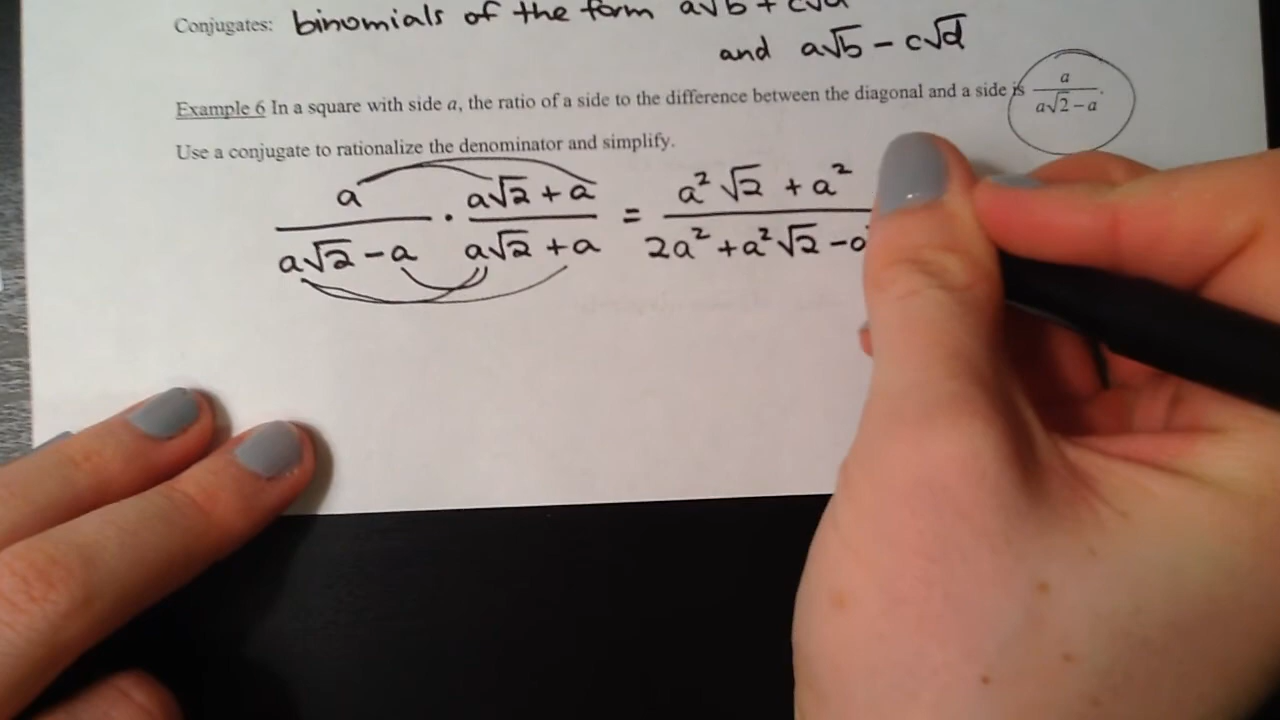 Conjugates: binomials of the form a√b + c√d
and a√b - c√d
Example 6 In a square with side a, the ratio of a side to the difference between the diagonal and a side is a/(a√2 - a).
Use a conjugate to rationalize the denominator and simplify.
a/(a√2 - a) · (a√2 + a)/(a√2 + a) = (a² √2 + a²)/(2a² + a² √2 - a